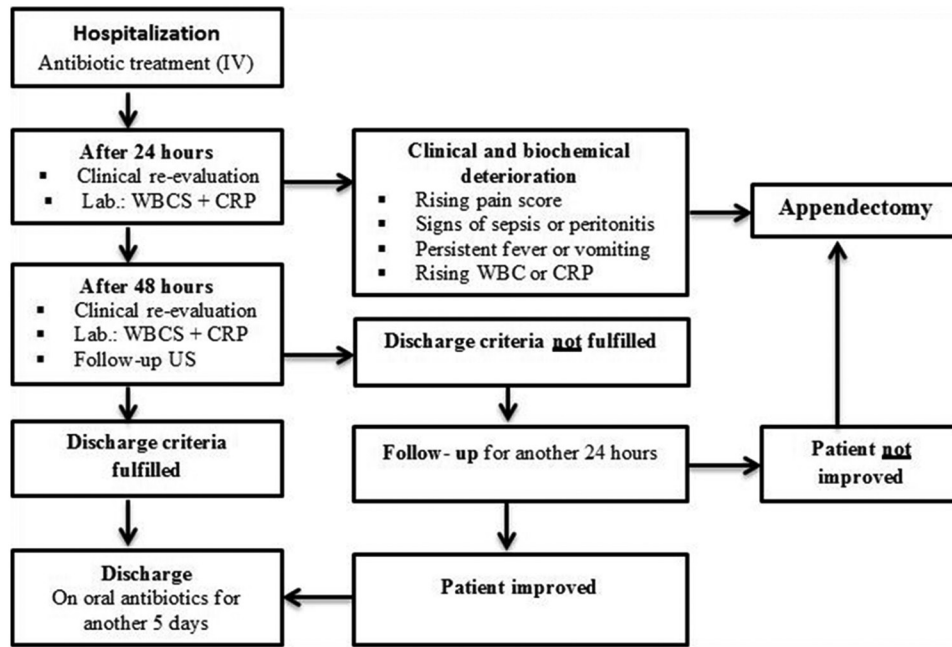 Hospitalization
Antibiotic treatment (IV)
After 24 hours
▪ Clinical re-evaluation
▪ Lab.: WBCS + CRP
Clinical and biochemical
deterioration
▪ Rising pain score
▪ Signs of sepsis or peritonitis
▪ Persistent fever or vomiting
▪ Rising WBC or CRP
Appendectomy
After 48 hours
▪ Clinical re-evaluation
▪ Lab.: WBCS + CRP
▪ Follow-up US
Discharge criteria not fulfilled
Discharge criteria
fulfilled
Follow- up for another 24 hours
Patient not
improved
Discharge
On oral antibiotics for
another 5 days
Patient improved